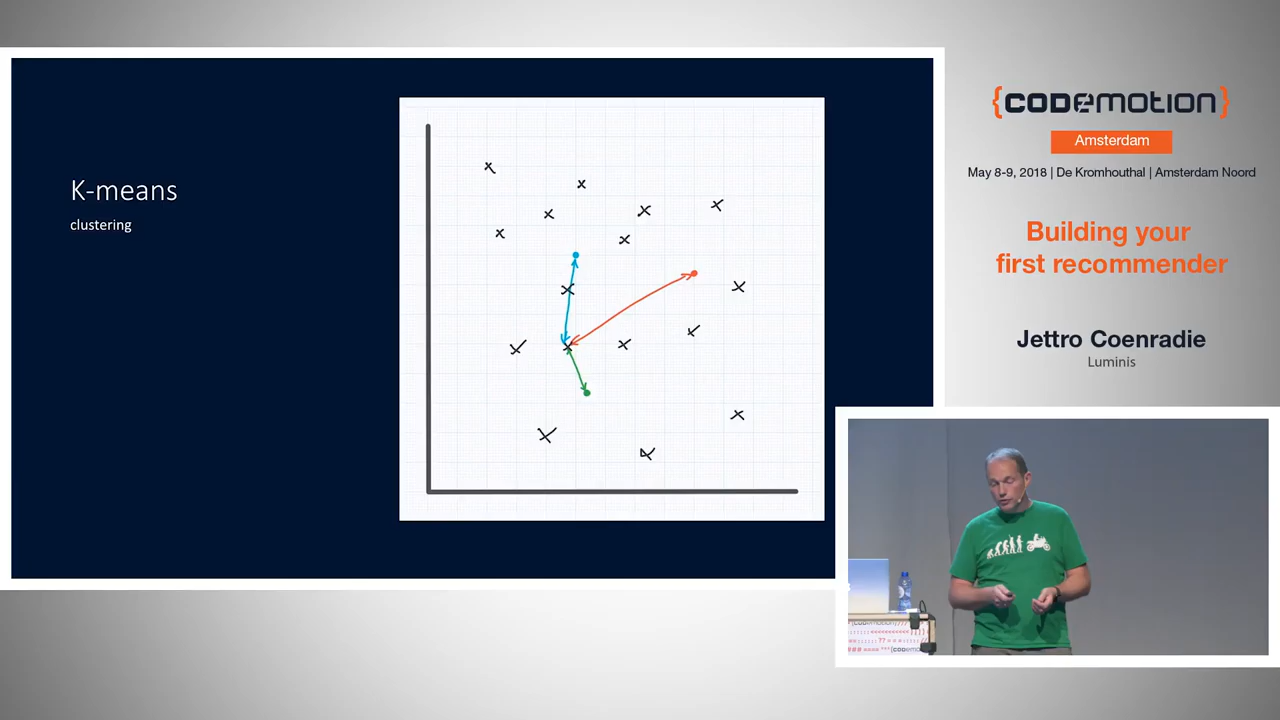 K-means
clustering
{CODEMOTION}
Amsterdam
May 8-9, 2018 | De Kromhouthal | Amsterdam Noord
Building your
first recommender
Jettro Coenradie
Luminis